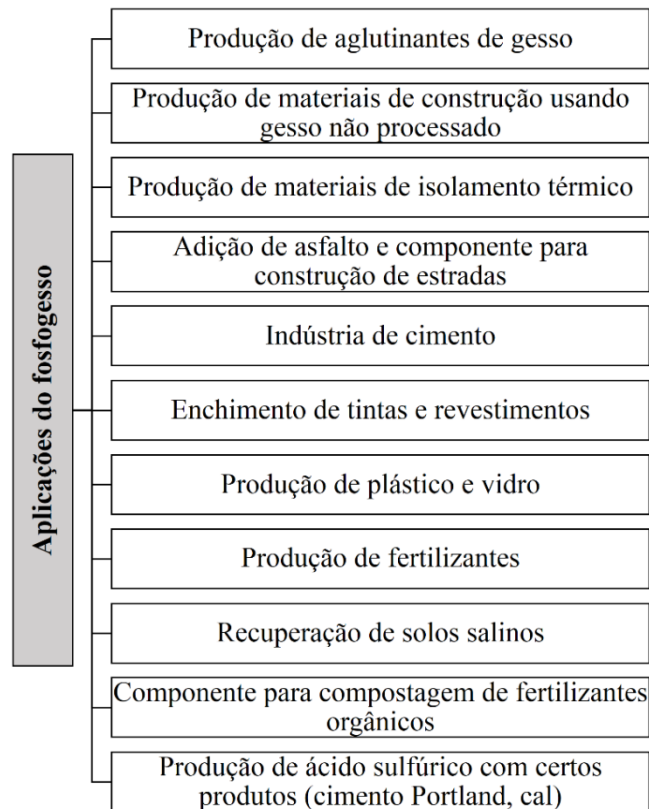 Aplicações do fosfogesso
Produção de aglutinantes de gesso
Produção de materiais de construção usando
gesso não processado
Produção de materiais de isolamento térmico
Adição de asfalto e componente para
construção de estradas
Indústria de cimento
Enchimento de tintas e revestimentos
Produção de plástico e vidro
Produção de fertilizantes
Recuperação de solos salinos
Componente para compostagem de fertilizantes
orgânicos
Produção de ácido sulfúrico com certos
produtos (cimento Portland, cal)